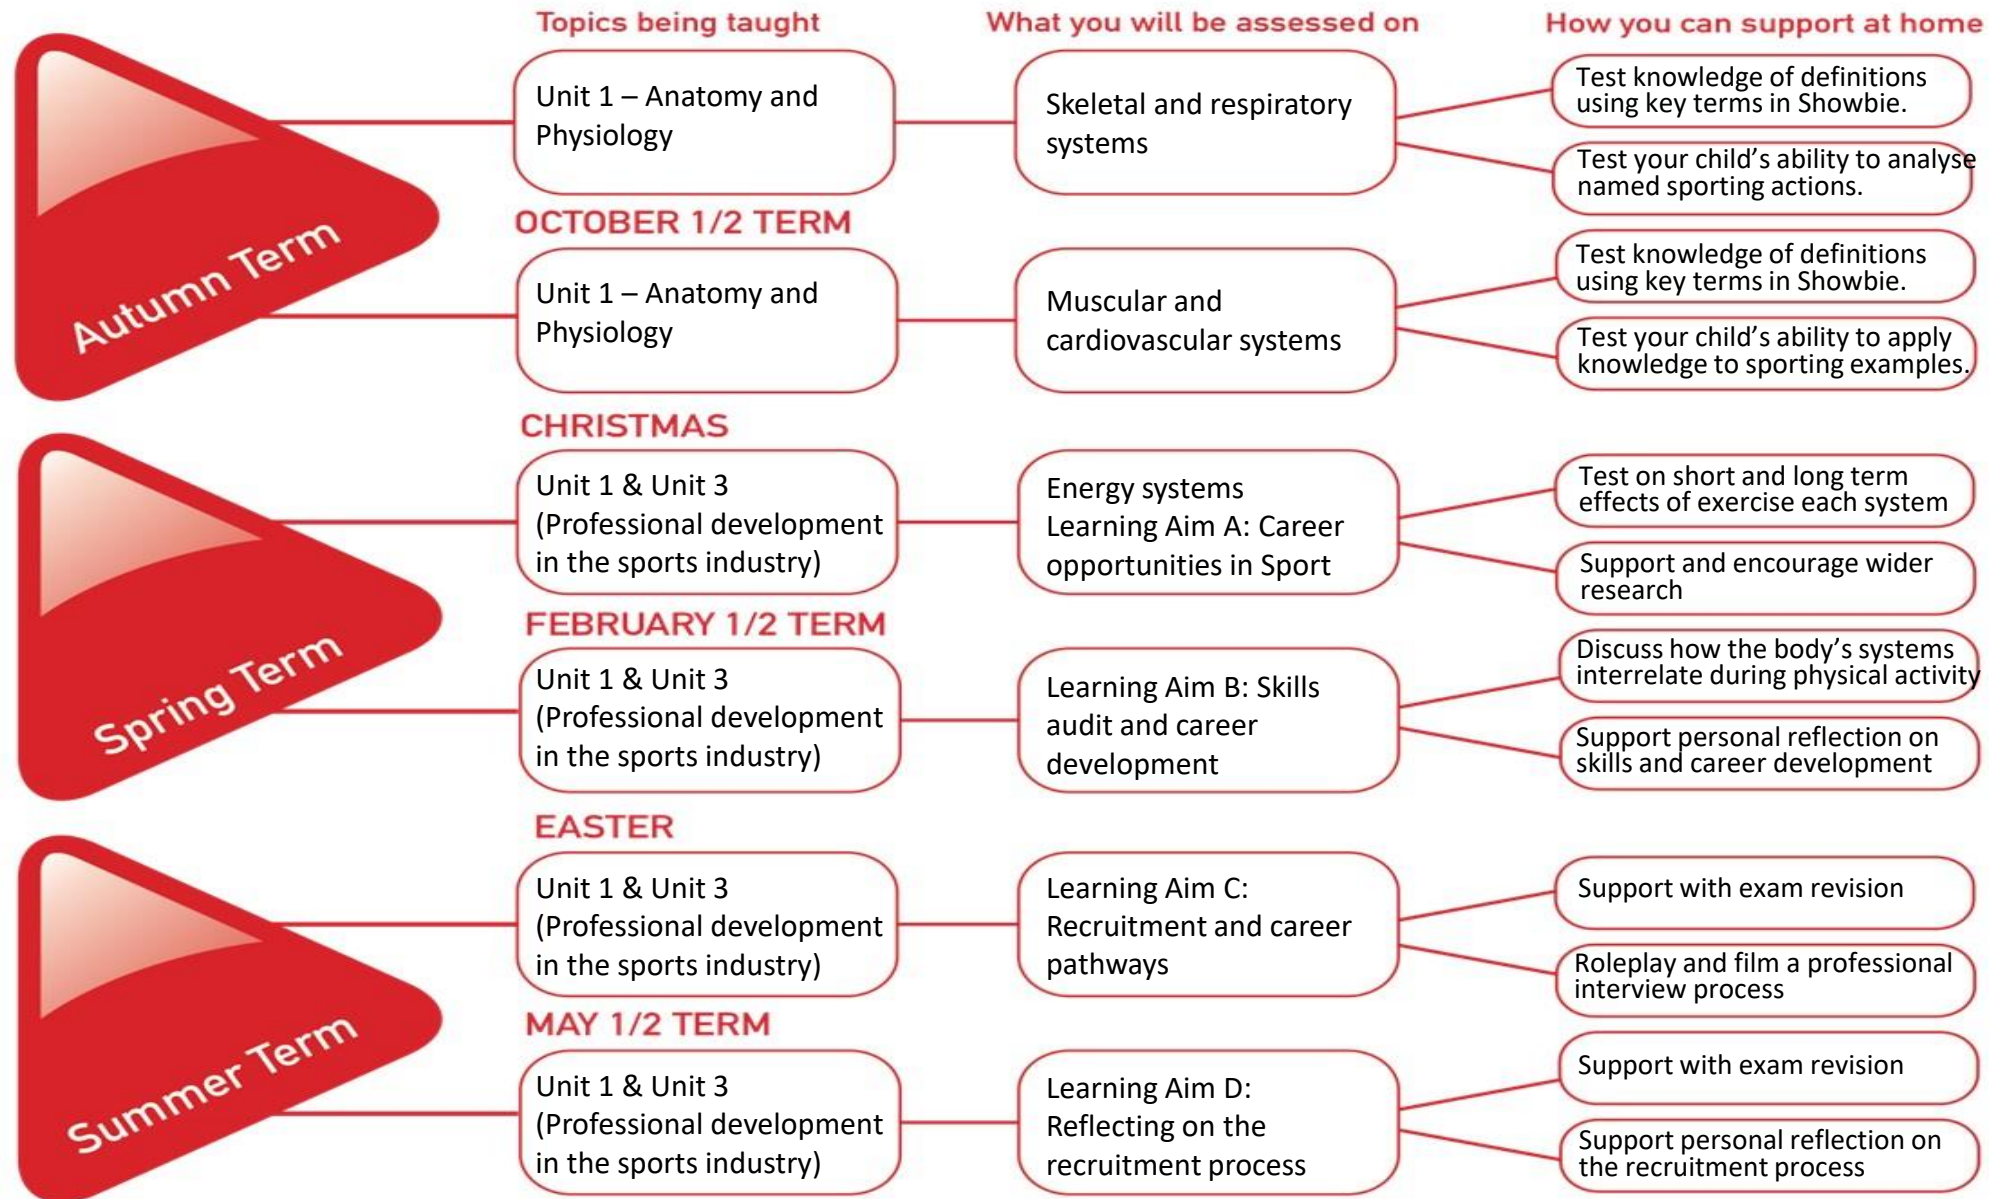 Topics being taught
What you will be assessed on
How you can support at home
Autumn Term
Unit 1 – Anatomy and
Physiology
Skeletal and respiratory
systems
Test knowledge of definitions
using key terms in Showbie.
Test your child’s ability to analyse
named sporting actions.
OCTOBER 1/2 TERM
Unit 1 – Anatomy and
Physiology
Muscular and
cardiovascular systems
Test knowledge of definitions
using key terms in Showbie.
Test your child’s ability to apply
knowledge to sporting examples.
CHRISTMAS
Spring Term
Unit 1 & Unit 3
(Professional development
in the sports industry)
Energy systems
Learning Aim A: Career
opportunities in Sport
Test on short and long term
effects of exercise each system
Support and encourage wider
research
FEBRUARY 1/2 TERM
Unit 1 & Unit 3
(Professional development
in the sports industry)
Learning Aim B: Skills
audit and career
development
Discuss how the body’s systems
interrelate during physical activity
Support personal reflection on
skills and career development
EASTER
Summer Term
Unit 1 & Unit 3
(Professional development
in the sports industry)
Learning Aim C:
Recruitment and career
pathways
Support with exam revision
Roleplay and film a professional
interview process
MAY 1/2 TERM
Unit 1 & Unit 3
(Professional development
in the sports industry)
Learning Aim D:
Reflecting on the
recruitment process
Support with exam revision
Support personal reflection on
the recruitment process